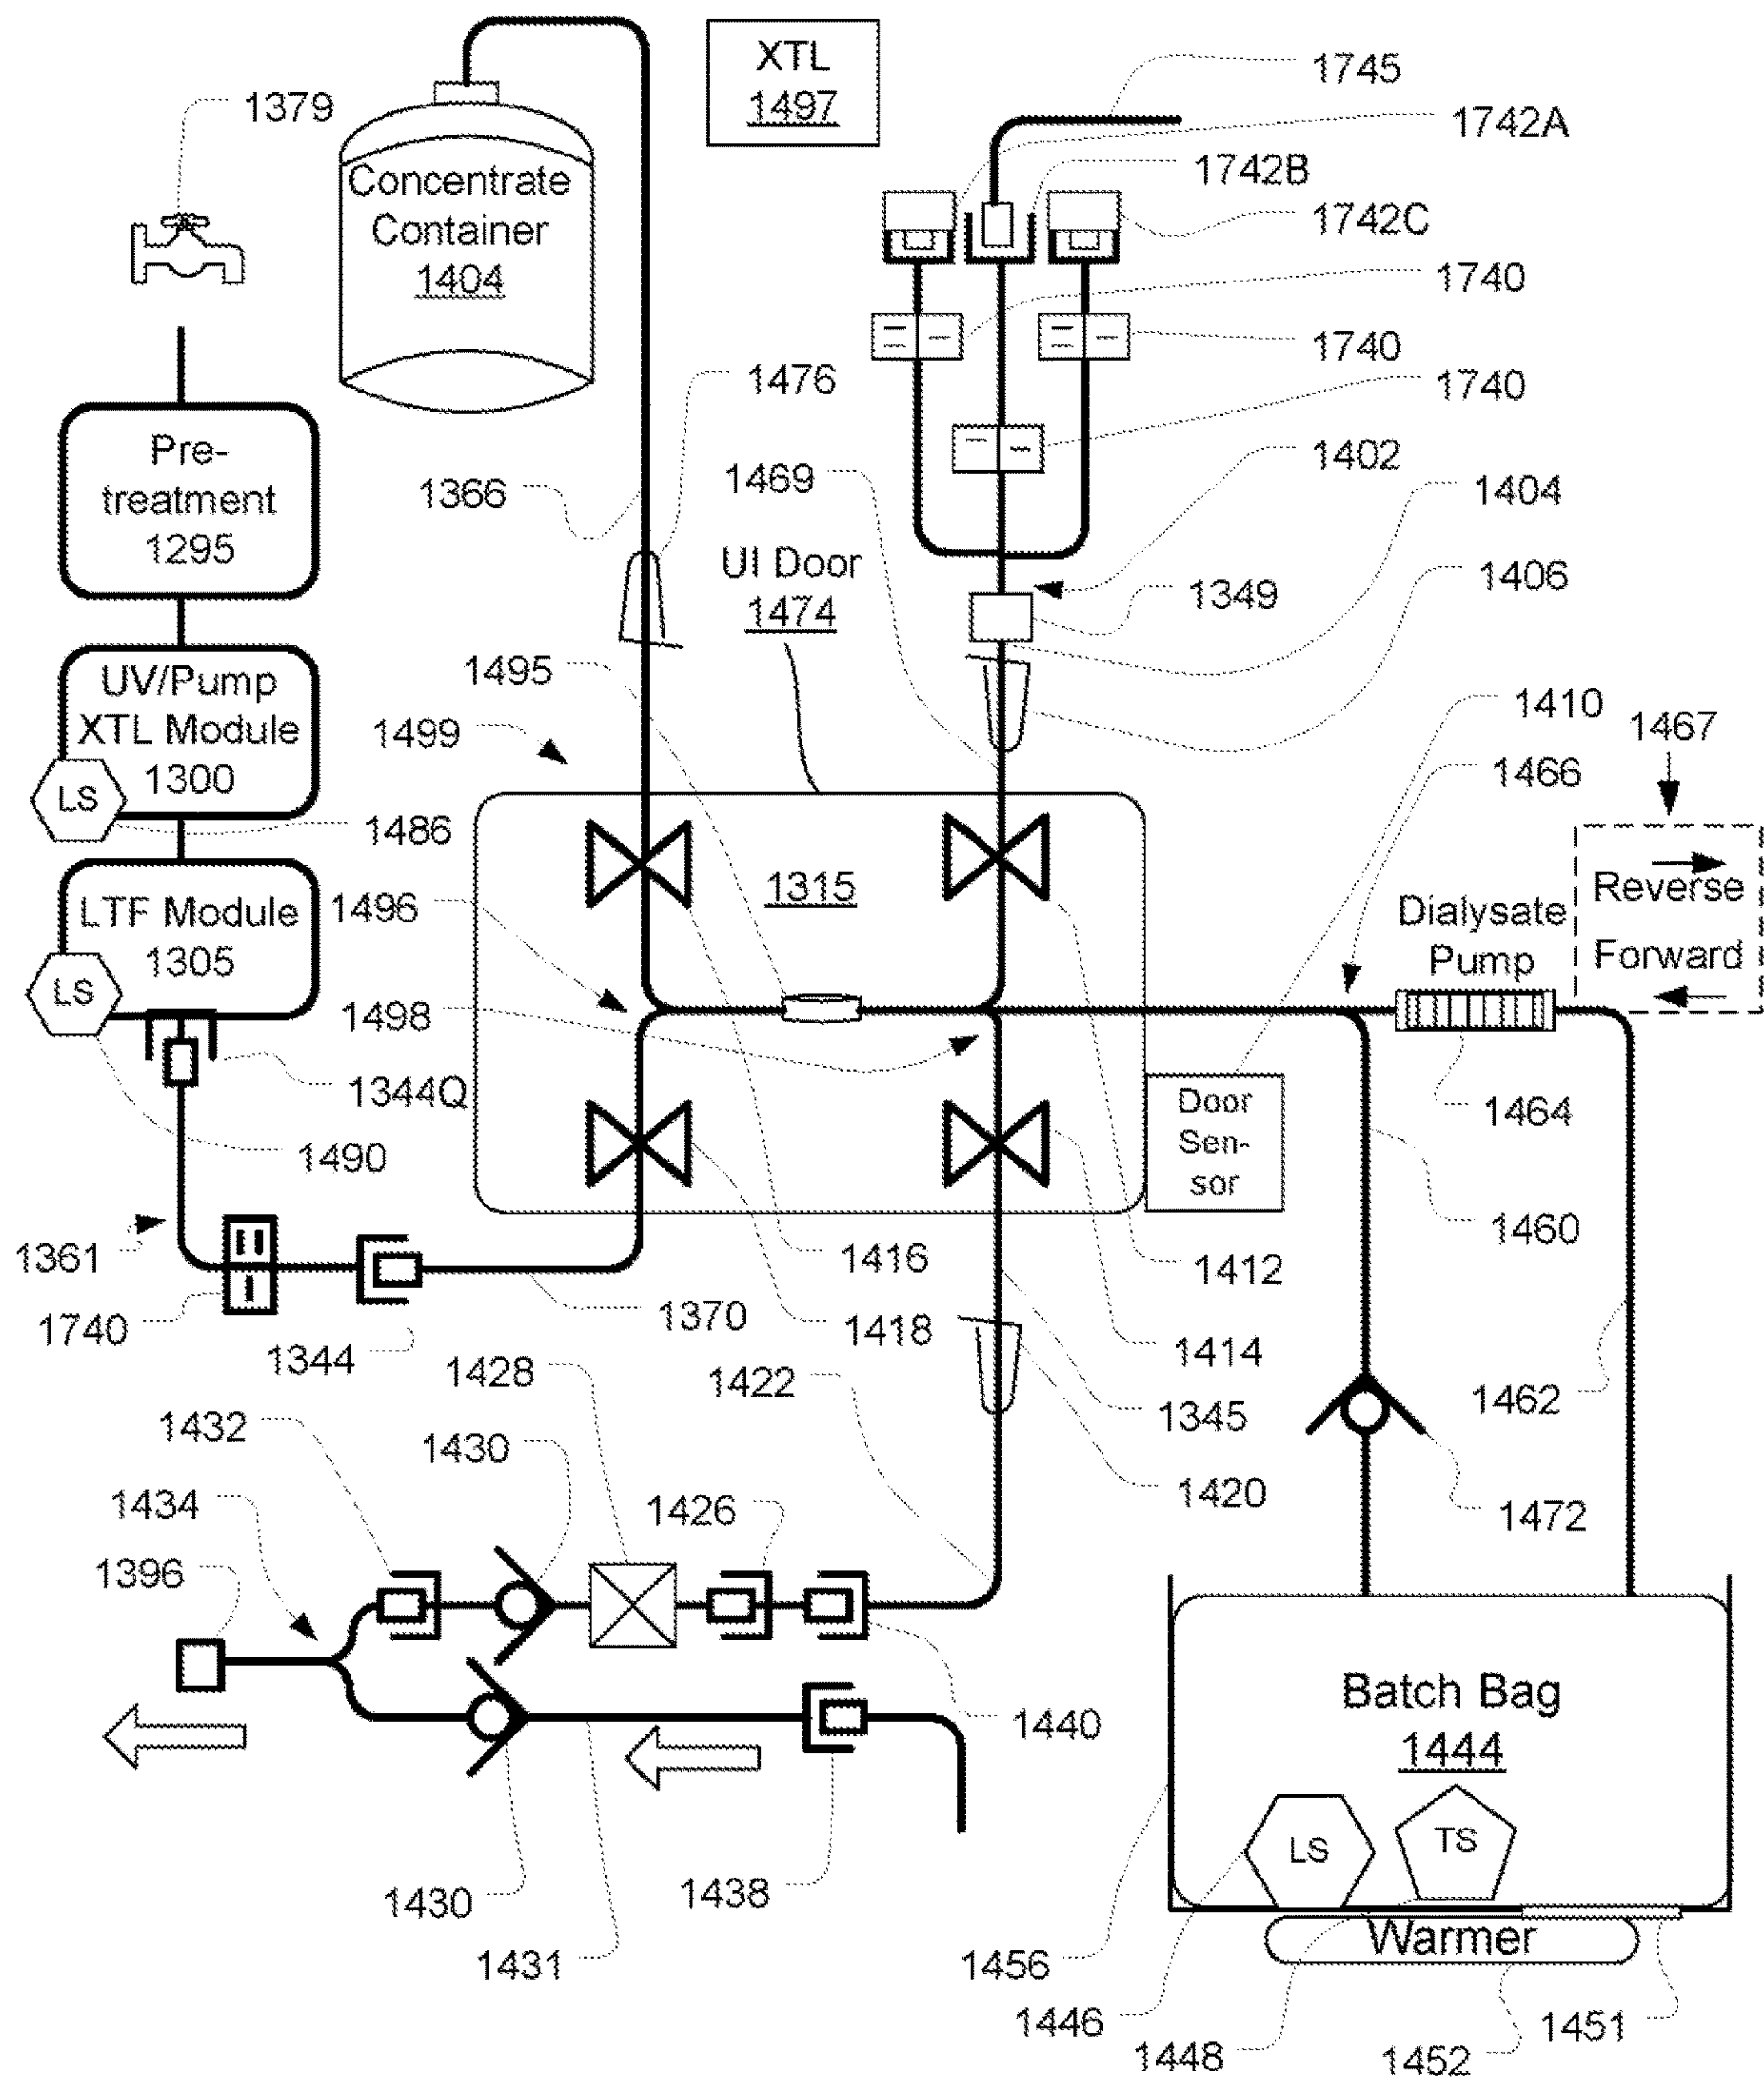 XTL
1497
1745
1742A
1379
1742B
1742C
Concentrate
Container
1404
1740
1740
1740
1476
1402
1469
1404
1366
Pre-
treatment
1295
UI Door
1474
1406
1349
1495
1410
1467
1499
1466
UV/Pump
XTL Module
1300
LS
1486
1315
Reverse
Forward
1496
Dialysate
Pump
LTF Module
1305
LS
1498
1344Q
Door
Sen-
sor
1464
1490
1460
1361
1416
1412
1740
1370
1418
1344
1414
1428
1422
1462
1345
1432
1430
1420
1434
1426
1472
1396
1440
Batch Bag
1444
LS
TS
1430
1438
1431
1456
Warmer
1446
1448
1452
1451